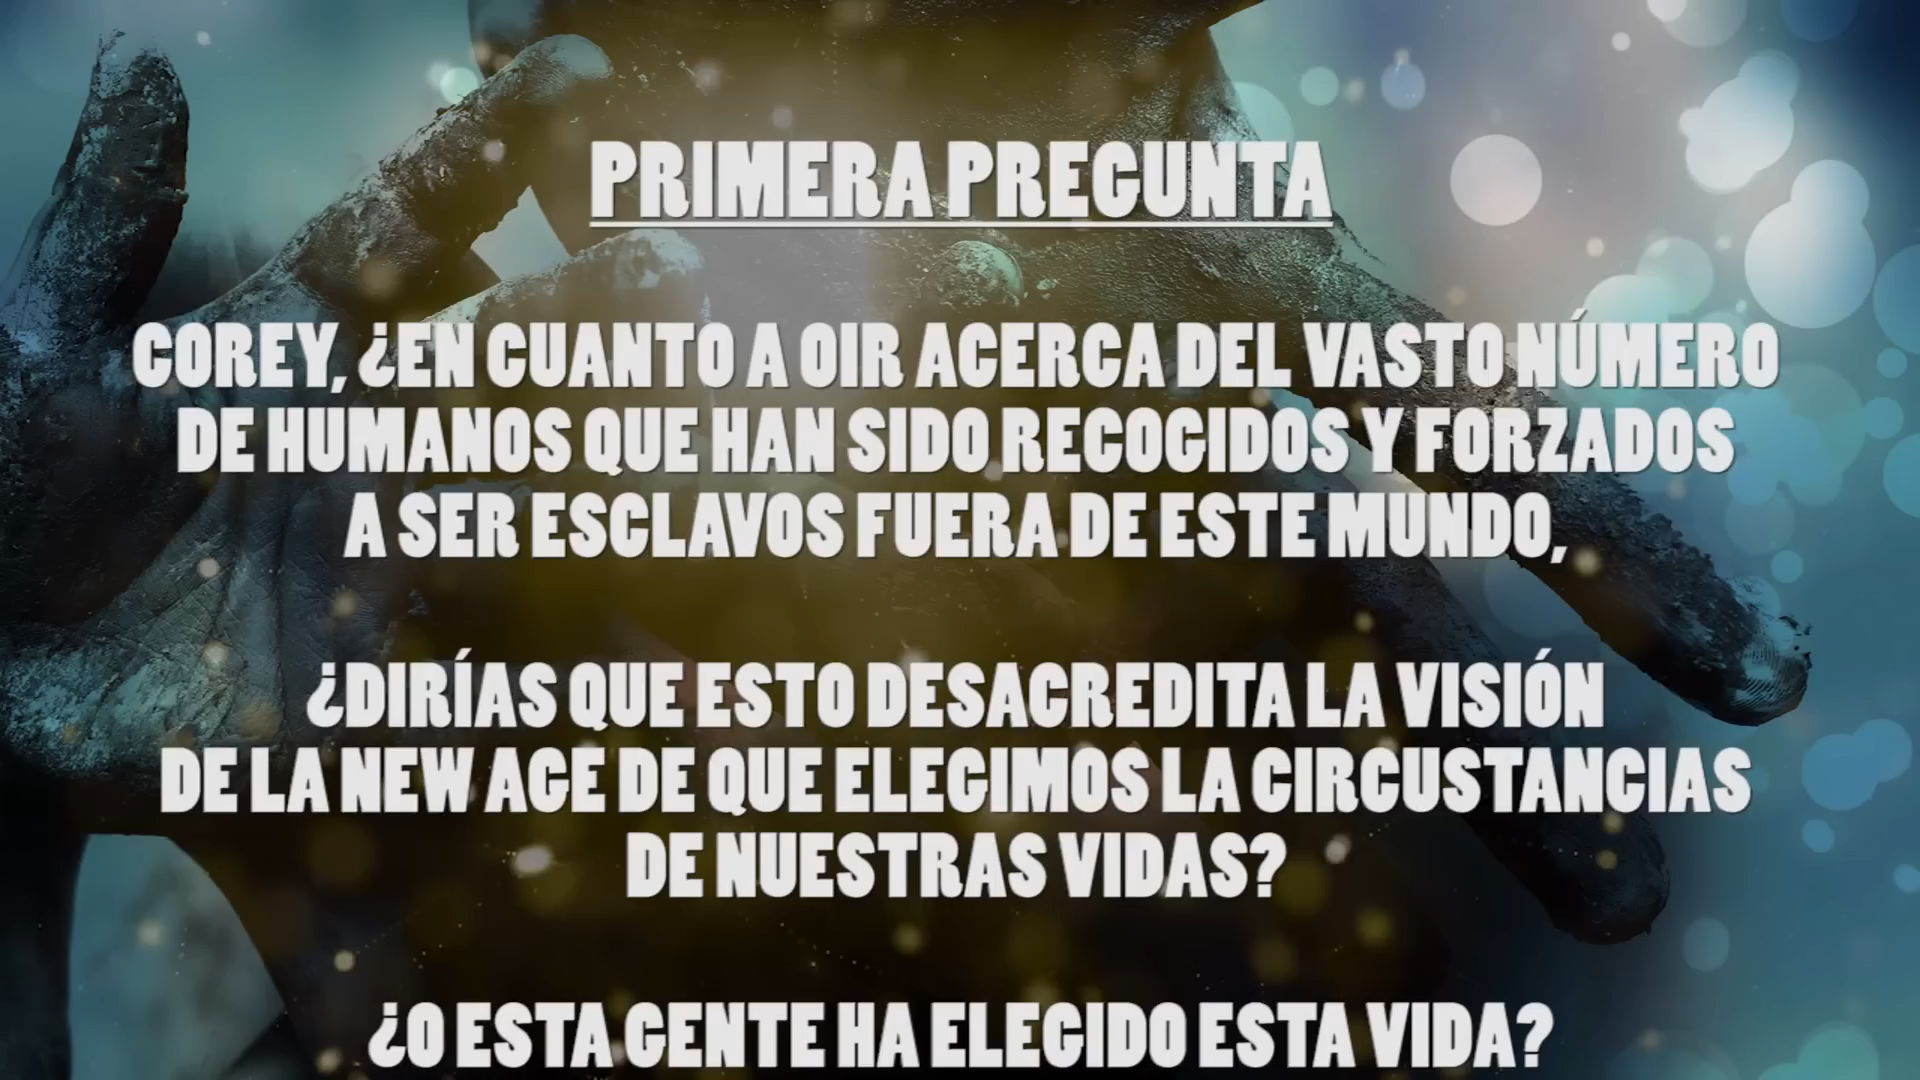 PRIMERA PREGUNTA
COREY, ¿EN CUANTO A OIR ACERCA DEL VASTO NÚMERO
DE HUMANOS QUE HAN SIDO RECOGIDOS Y FORZADOS
A SER ESCLAVOS FUERA DE ESTE MUNDO,
¿DIRÍAS QUE ESTO DESACREDITA LA VISIÓN
DE LA NEW AGE DE QUE ELEGIMOS LA CIRCUSTANCIAS
DE NUESTRAS VIDAS?
¿O ESTA GENTE HA ELEGIDO ESTA VIDA?